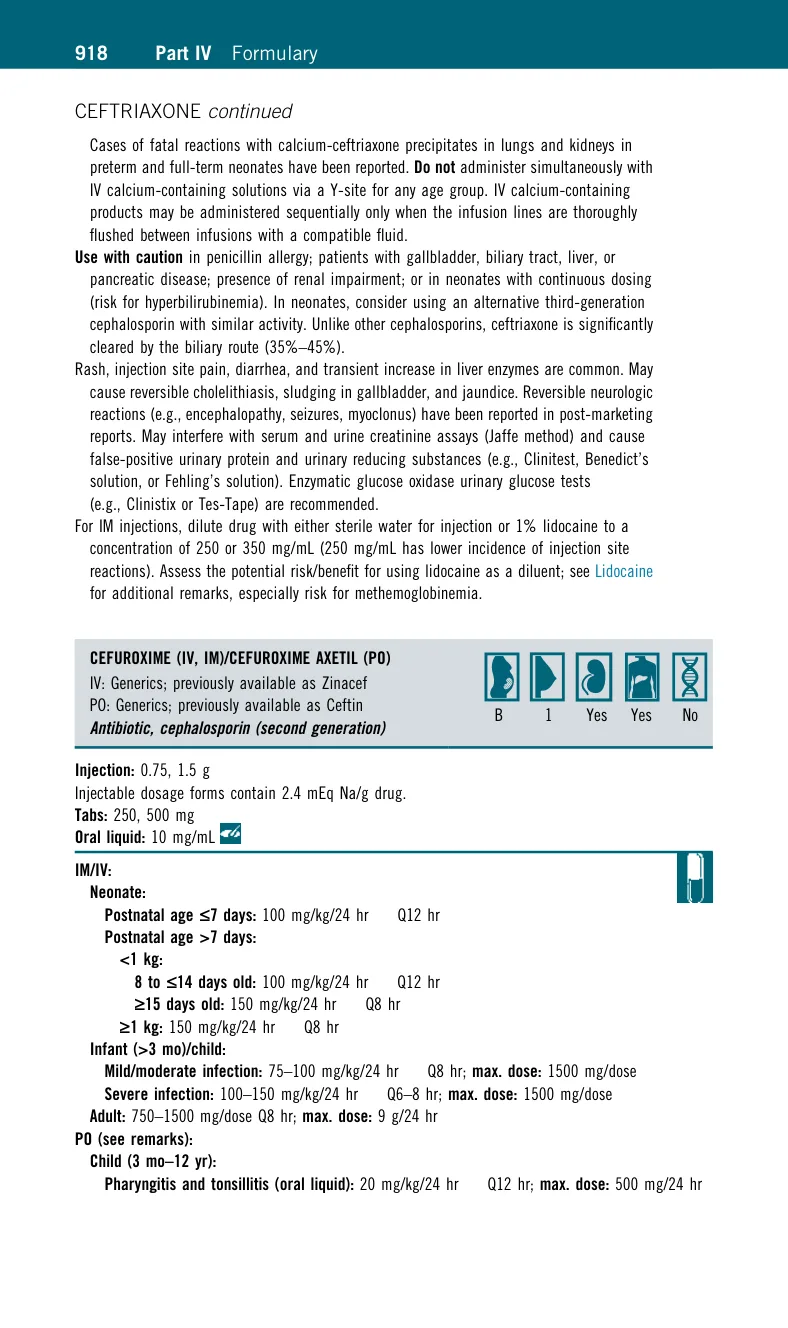 918 Part IV Formulary
CEFTRIAXONE continued
Cases of fatal reactions with calcium-ceftriaxone precipitates in lungs and kidneys in
preterm and full-term neonates have been reported. Do not administer simultaneously with
IV calcium-containing solutions via a Y-site for any age group. IV calcium-containing
products may be administered sequentially only when the infusion lines are thoroughly
flushed between infusions with a compatible fluid.
Use with caution in penicillin allergy; patients with gallbladder, biliary tract, liver, or
pancreatic disease; presence of renal impairment; or in neonates with continuous dosing
(risk for hyperbilirubinemia). In neonates, consider using an alternative third-generation
cephalosporin with similar activity. Unlike other cephalosporins, ceftriaxone is significantly
cleared by the biliary route (35%–45%).
Rash, injection site pain, diarrhea, and transient increase in liver enzymes are common. May
cause reversible cholelithiasis, sludging in gallbladder, and jaundice. Reversible neurologic
reactions (e.g., encephalopathy, seizures, myoclonus) have been reported in post-marketing
reports. May interfere with serum and urine creatinine assays (Jaffe method) and cause
false-positive urinary protein and urinary reducing substances (e.g., Clinitest, Benedict's
solution, or Fehling's solution). Enzymatic glucose oxidase urinary glucose tests
(e.g., Clinistix or Tes-Tape) are recommended.
For IM injections, dilute drug with either sterile water for injection or 1% lidocaine to a
concentration of 250 or 350 mg/mL (250 mg/mL has lower incidence of injection site
reactions). Assess the potential risk/benefit for using lidocaine as a diluent; see Lidocaine
for additional remarks, especially risk for methemoglobinemia.
CEFUROXIME (IV, IM)/CEFUROXIME AXETIL (PO)
IV: Generics; previously available as Zinacef
PO: Generics; previously available as Ceftin
Antibiotic, cephalosporin (second generation)
B 1 Yes Yes No
Injection: 0.75, 1.5 g
Injectable dosage forms contain 2.4 mEq Na/g drug.
Tabs: 250, 500 mg
Oral liquid: 10 mg/mL
IM/IV:
Neonate:
Postnatal age ≤7 days: 100 mg/kg/24 hr Q12 hr
Postnatal age >7 days:
<1 kg:
8 to ≤14 days old: 100 mg/kg/24 hr Q12 hr
≥15 days old: 150 mg/kg/24 hr Q8 hr
≥1 kg: 150 mg/kg/24 hr Q8 hr
Infant (>3 mo)/child:
Mild/moderate infection: 75–100 mg/kg/24 hr Q8 hr; max. dose: 1500 mg/dose
Severe infection: 100–150 mg/kg/24 hr Q6–8 hr; max. dose: 1500 mg/dose
Adult: 750–1500 mg/dose Q8 hr; max. dose: 9 g/24 hr
PO (see remarks):
Child (3 mo–12 yr):
Pharyngitis and tonsillitis (oral liquid): 20 mg/kg/24 hr Q12 hr; max. dose: 500 mg/24 hr